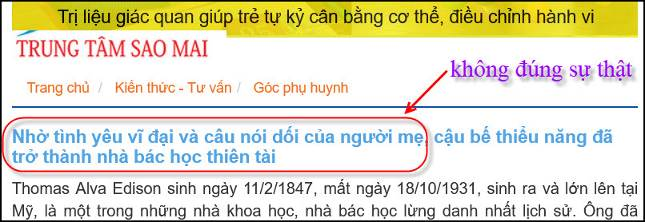 Trị liệu giác quan giúp trẻ tự kỷ cân bằng cơ thể, điều chỉnh hành vi
TRUNG TÂM SAO MAI
không đúng sự thật
Trang chủ / Kiến thức - Tư vấn / Góc phụ huynh
Nhờ tình yêu vĩ đại và câu nói dối của người mẹ, cậu bé thiểu năng đã
trở thành nhà bác học thiên tài
Thomas Alva Edison sinh ngày 11/2/1847, mất ngày 18/10/1931, sinh ra và lớn lên tại
Mỹ, là một trong những nhà khoa học, nhà bác học lừng danh nhất lịch sử. Ông đã